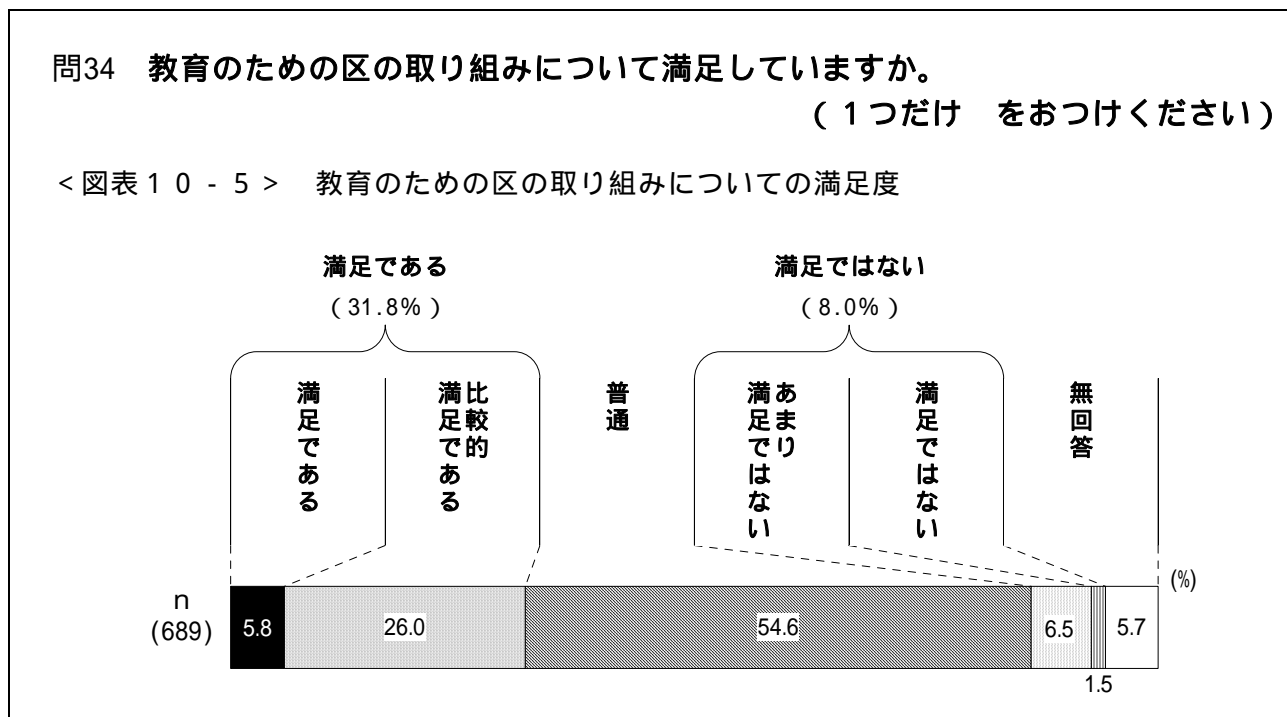 問34 教育のための区の取り組みについて満足していますか。
(1つだけ をおつけください)
<図表10-5> 教育のための区の取り組みについての満足度
満足である
(31.8%)
満足ではない
(8.0%)
満足である
比較的
満足である
普通
あまり
満足ではない
満足ではない
無回答
(%)
n
(689)
5.8
26.0
54.6
6.5
5.7
1.5